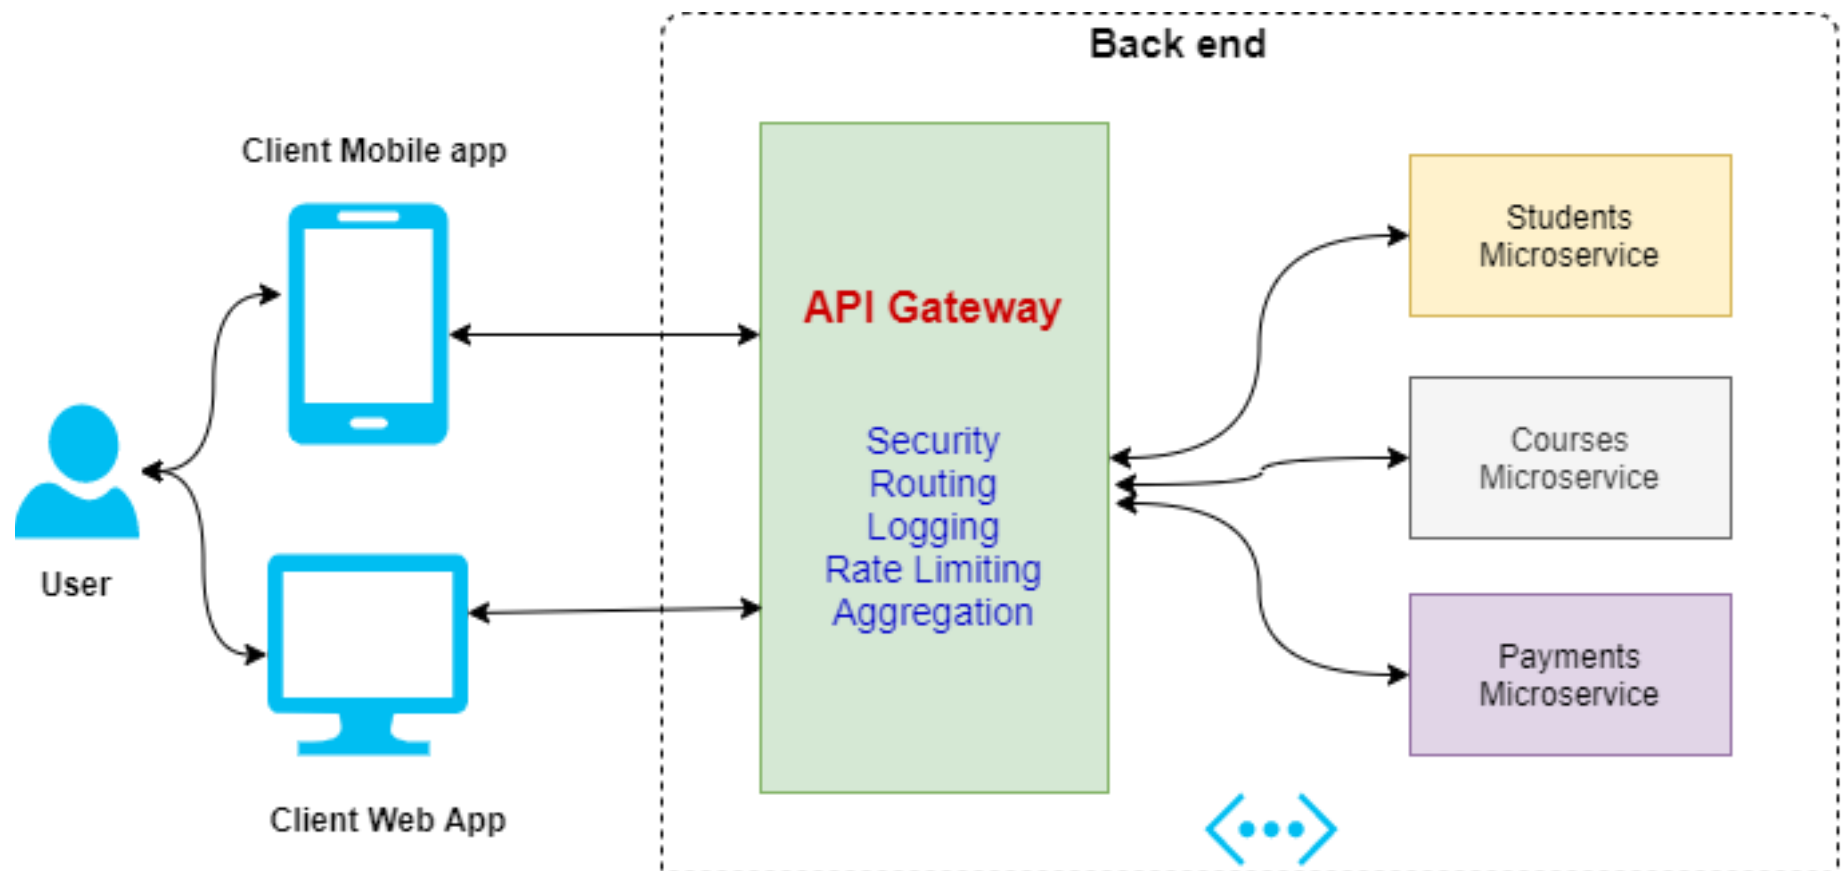 Back end
Client Mobile app
API Gateway
Security
Routing
Logging
Rate Limiting
Aggregation
Students
Microservice
Courses
Microservice
Payments
Microservice
User
Client Web App